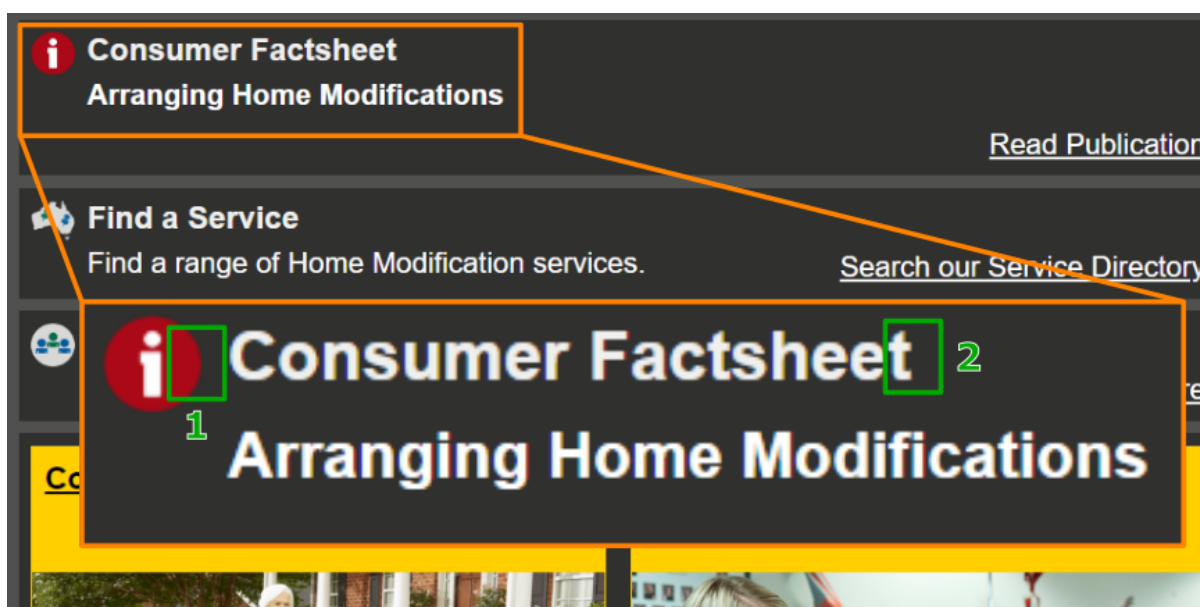 Consumer Factsheet
Arranging Home Modifications
Read Publication
Find a Service
Find a range of Home Modification services.
Search our Service Directory
Consumer Factsheet
2
1
Arranging Home Modifications